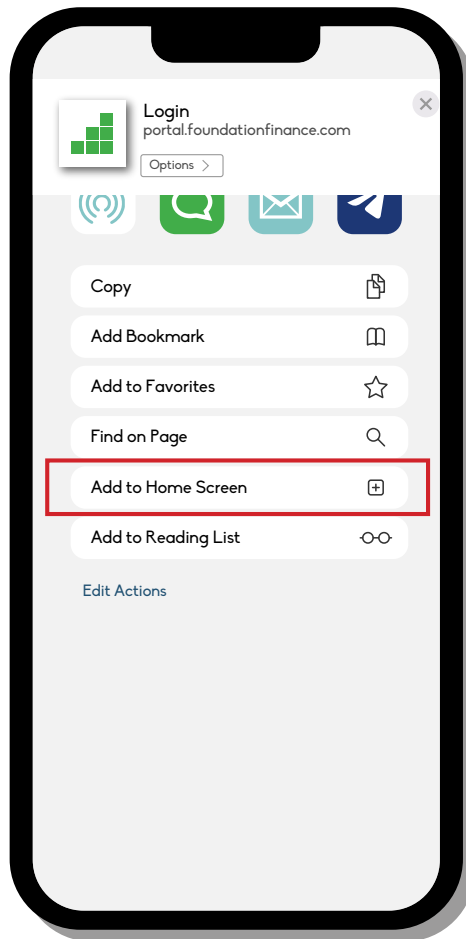 Login
portal.foundationfinance.com
Options
Copy
Add Bookmark
Add to Favorites
Find on Page
Add to Home Screen
Add to Reading List
Edit Actions